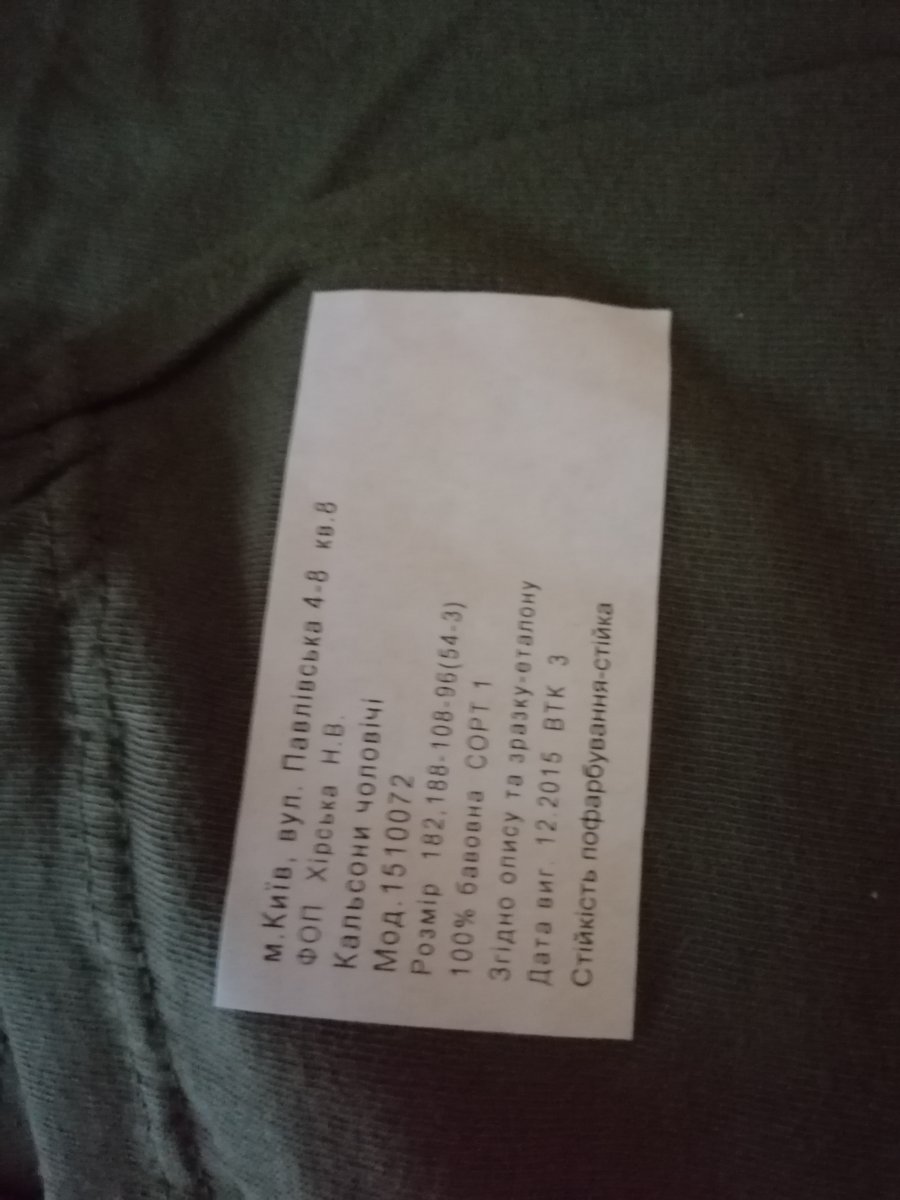 м.Київ, вул. Павлівська 4-8 кв.8
ФОП Хірська Н.В.
Кальсони чоловічі
Мод.1510072
Розмір 182,188-108-96(54-3)
100% бавовна СОРТ 1
Згідно опису та зразку-еталону
Дата виг. 12.2015 ВТК 3
Стійкість пофарбування-стійка